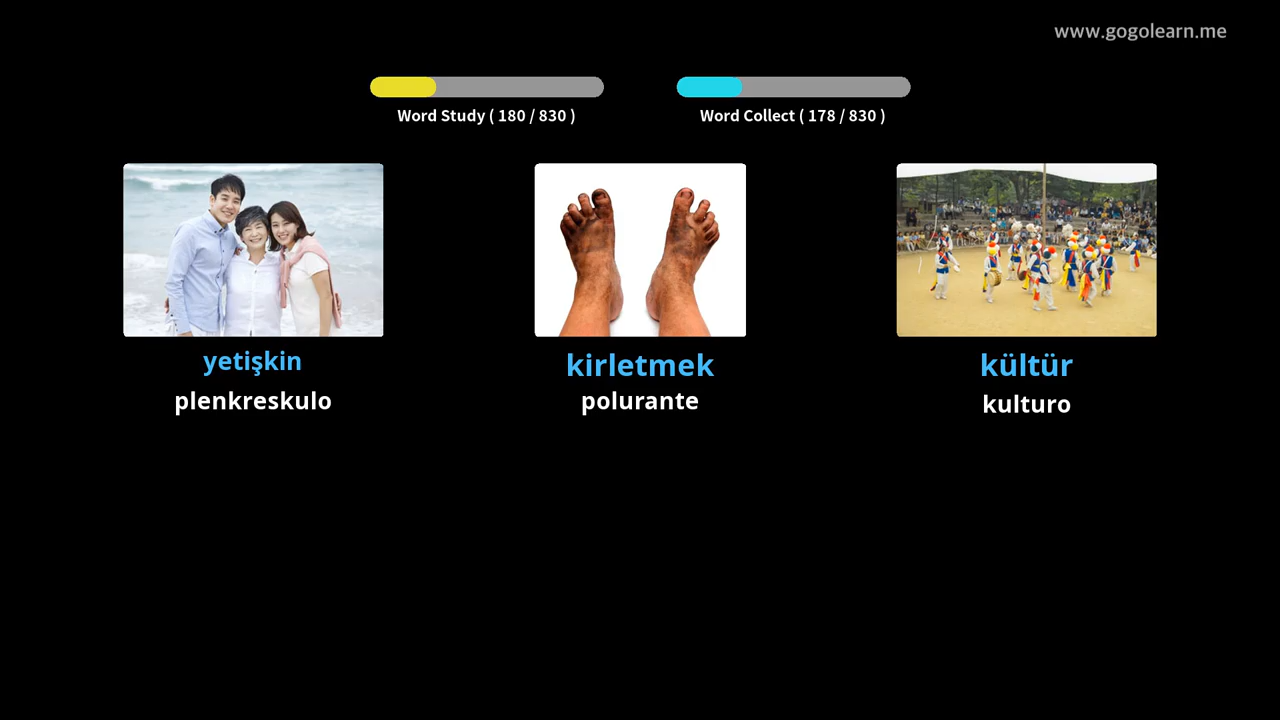 www.gogolearn.me
Word Study ( 180 / 830 )
Word Collect ( 178 / 830 )
yetişkin
plenkreskulo
kirletmek
polurante
kültür
kulturo